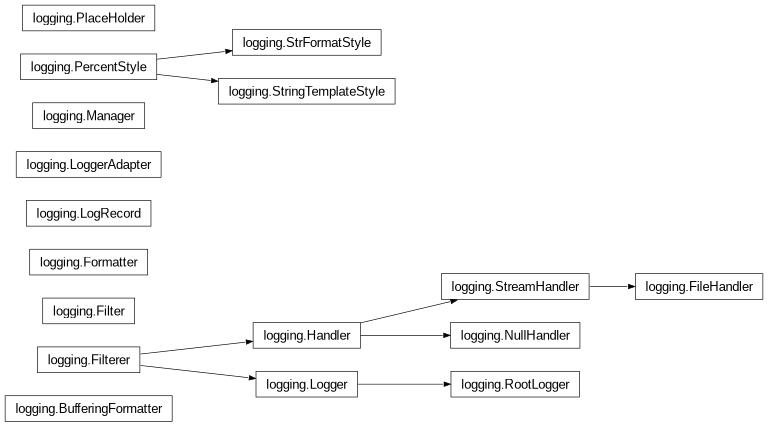 logging.PlaceHolder
logging.StrFormatStyle
logging.PercentStyle
logging.StringTemplateStyle
logging.Manager
logging.LoggerAdapter
logging.LogRecord
logging.Formatter
logging.StreamHandler
logging.FileHandler
logging.Filter
logging.Handler
logging.NullHandler
logging.Filterer
logging.Logger
logging.RootLogger
logging.BufferingFormatter